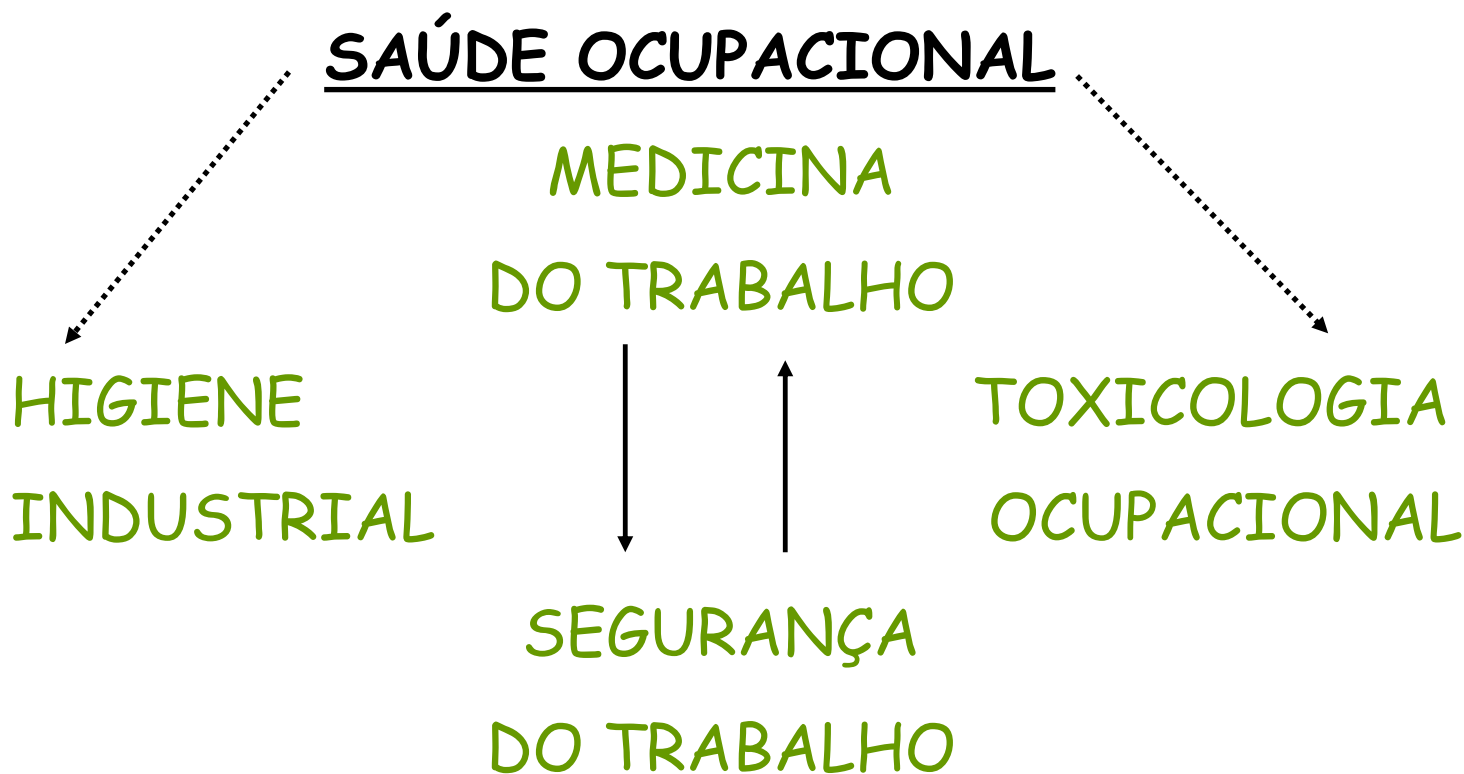 SAÚDE OCUPACIONAL
MEDICINA
DO TRABALHO
HIGIENE
INDUSTRIAL
TOXICOLOGIA
OCUPACIONAL
SEGURANÇA
DO TRABALHO